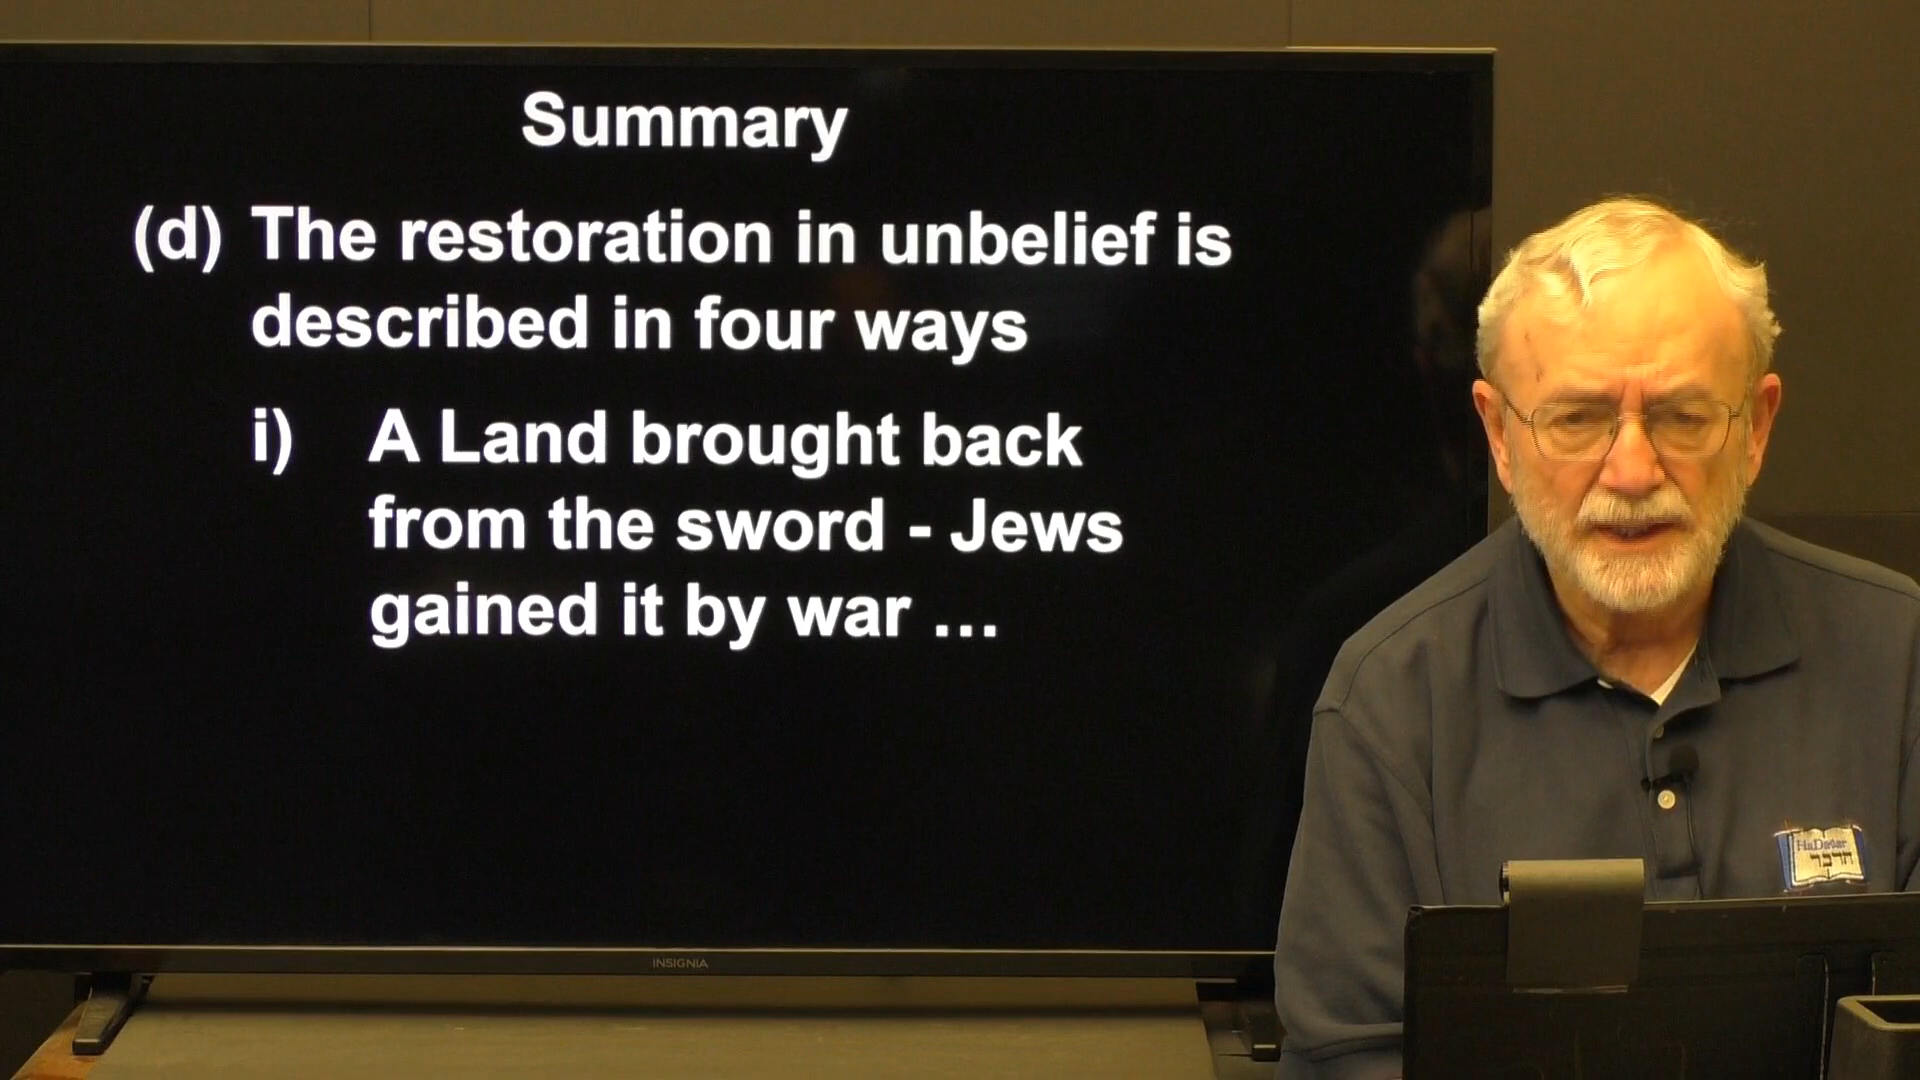 Summary
(d) The restoration in unbelief is
described in four ways
i) A Land brought back
from the sword - Jews
gained it by war …
INSIGNIA
HaDavar
הדבר